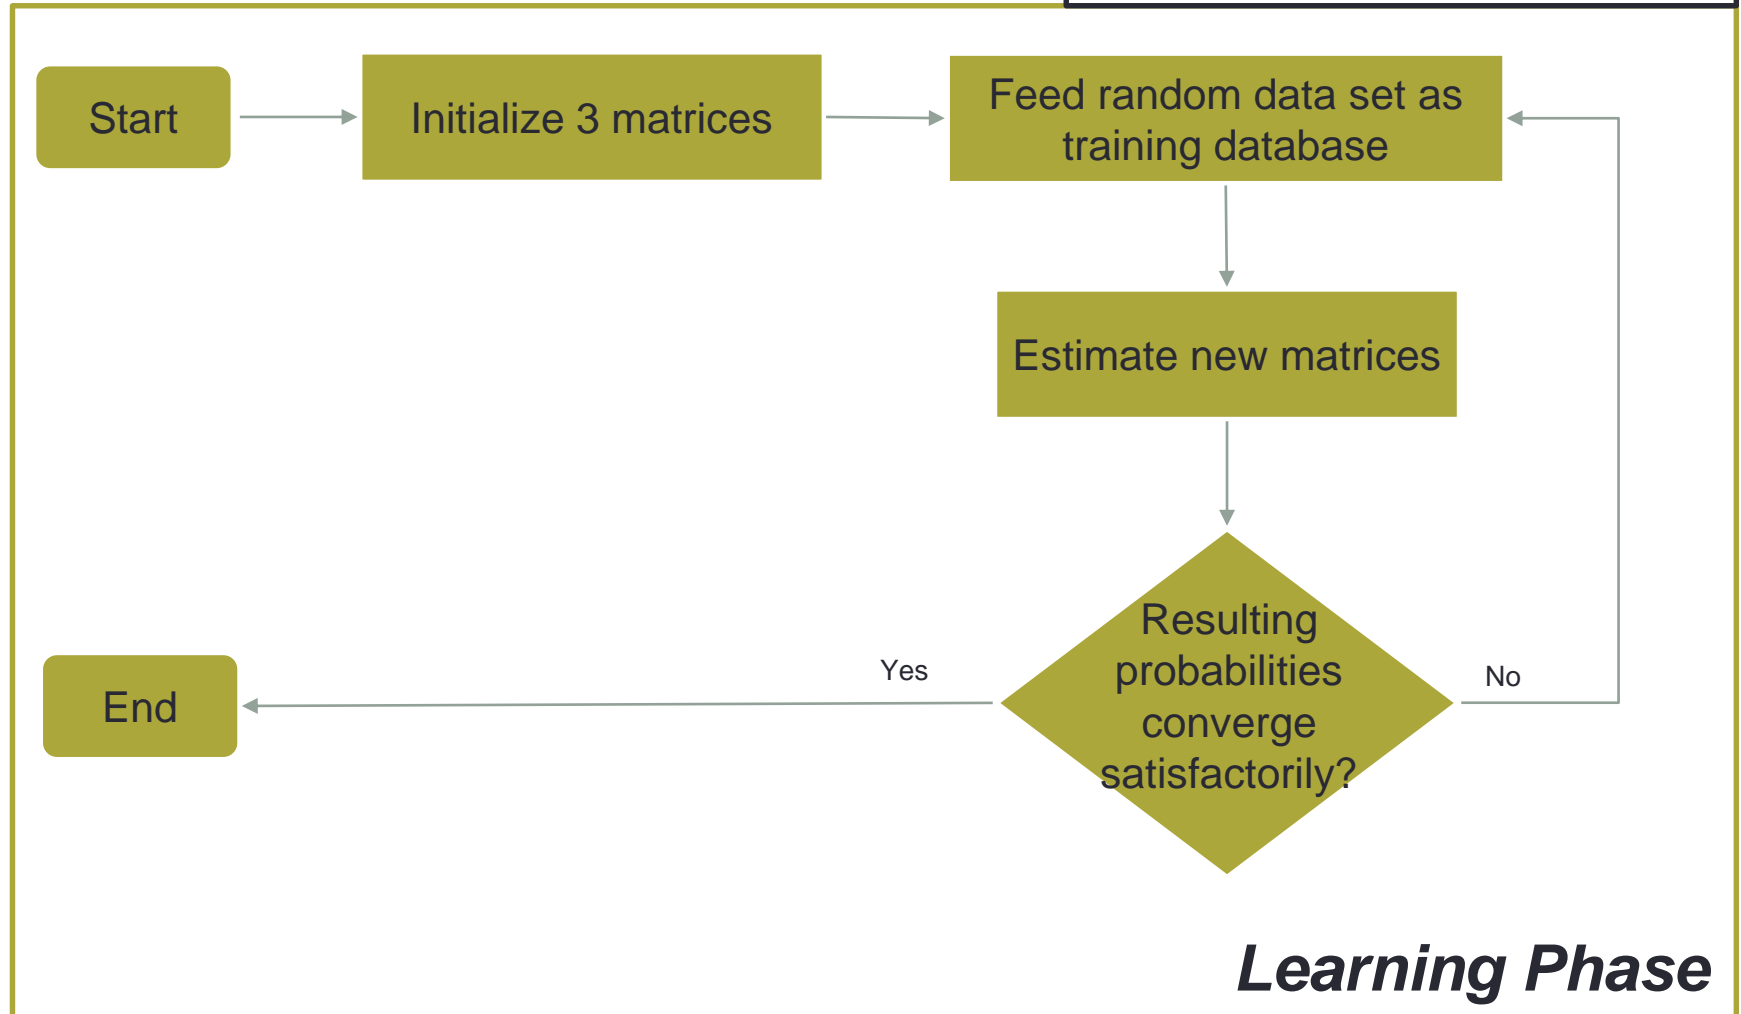 Start
Initialize 3 matrices
Feed random data set as
training database
Estimate new matrices
Resulting
probabilities
converge
satisfactorily?
Yes
No
End
Learning Phase